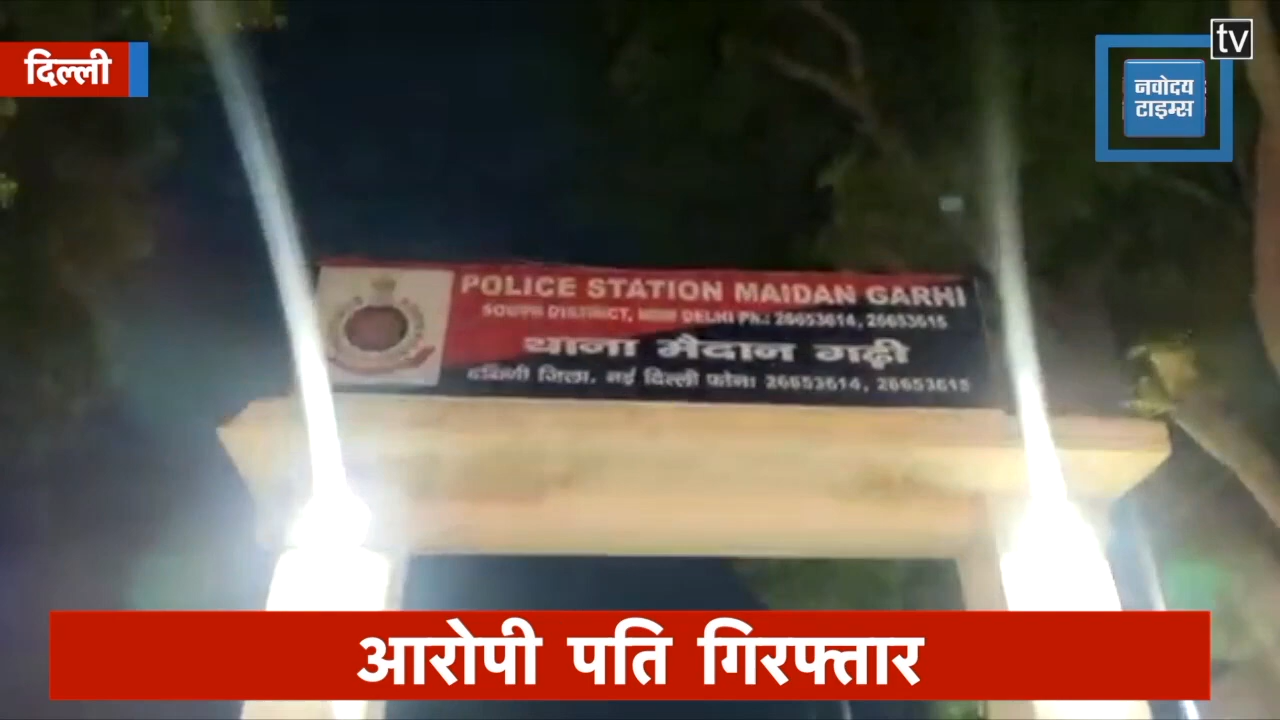 दिल्ली
tv
नवोदय
टाइम्स
POLICE STATION MAIDAN GARHI
SOUTH DISTRICT, NEW DELHI PH.: 26653614, 26653615
थाना मैदान गढ़ी
दक्षिणी जिला, नई दिल्ली फोन: 26653614, 26653615
आरोपी पति गिरफ्तार